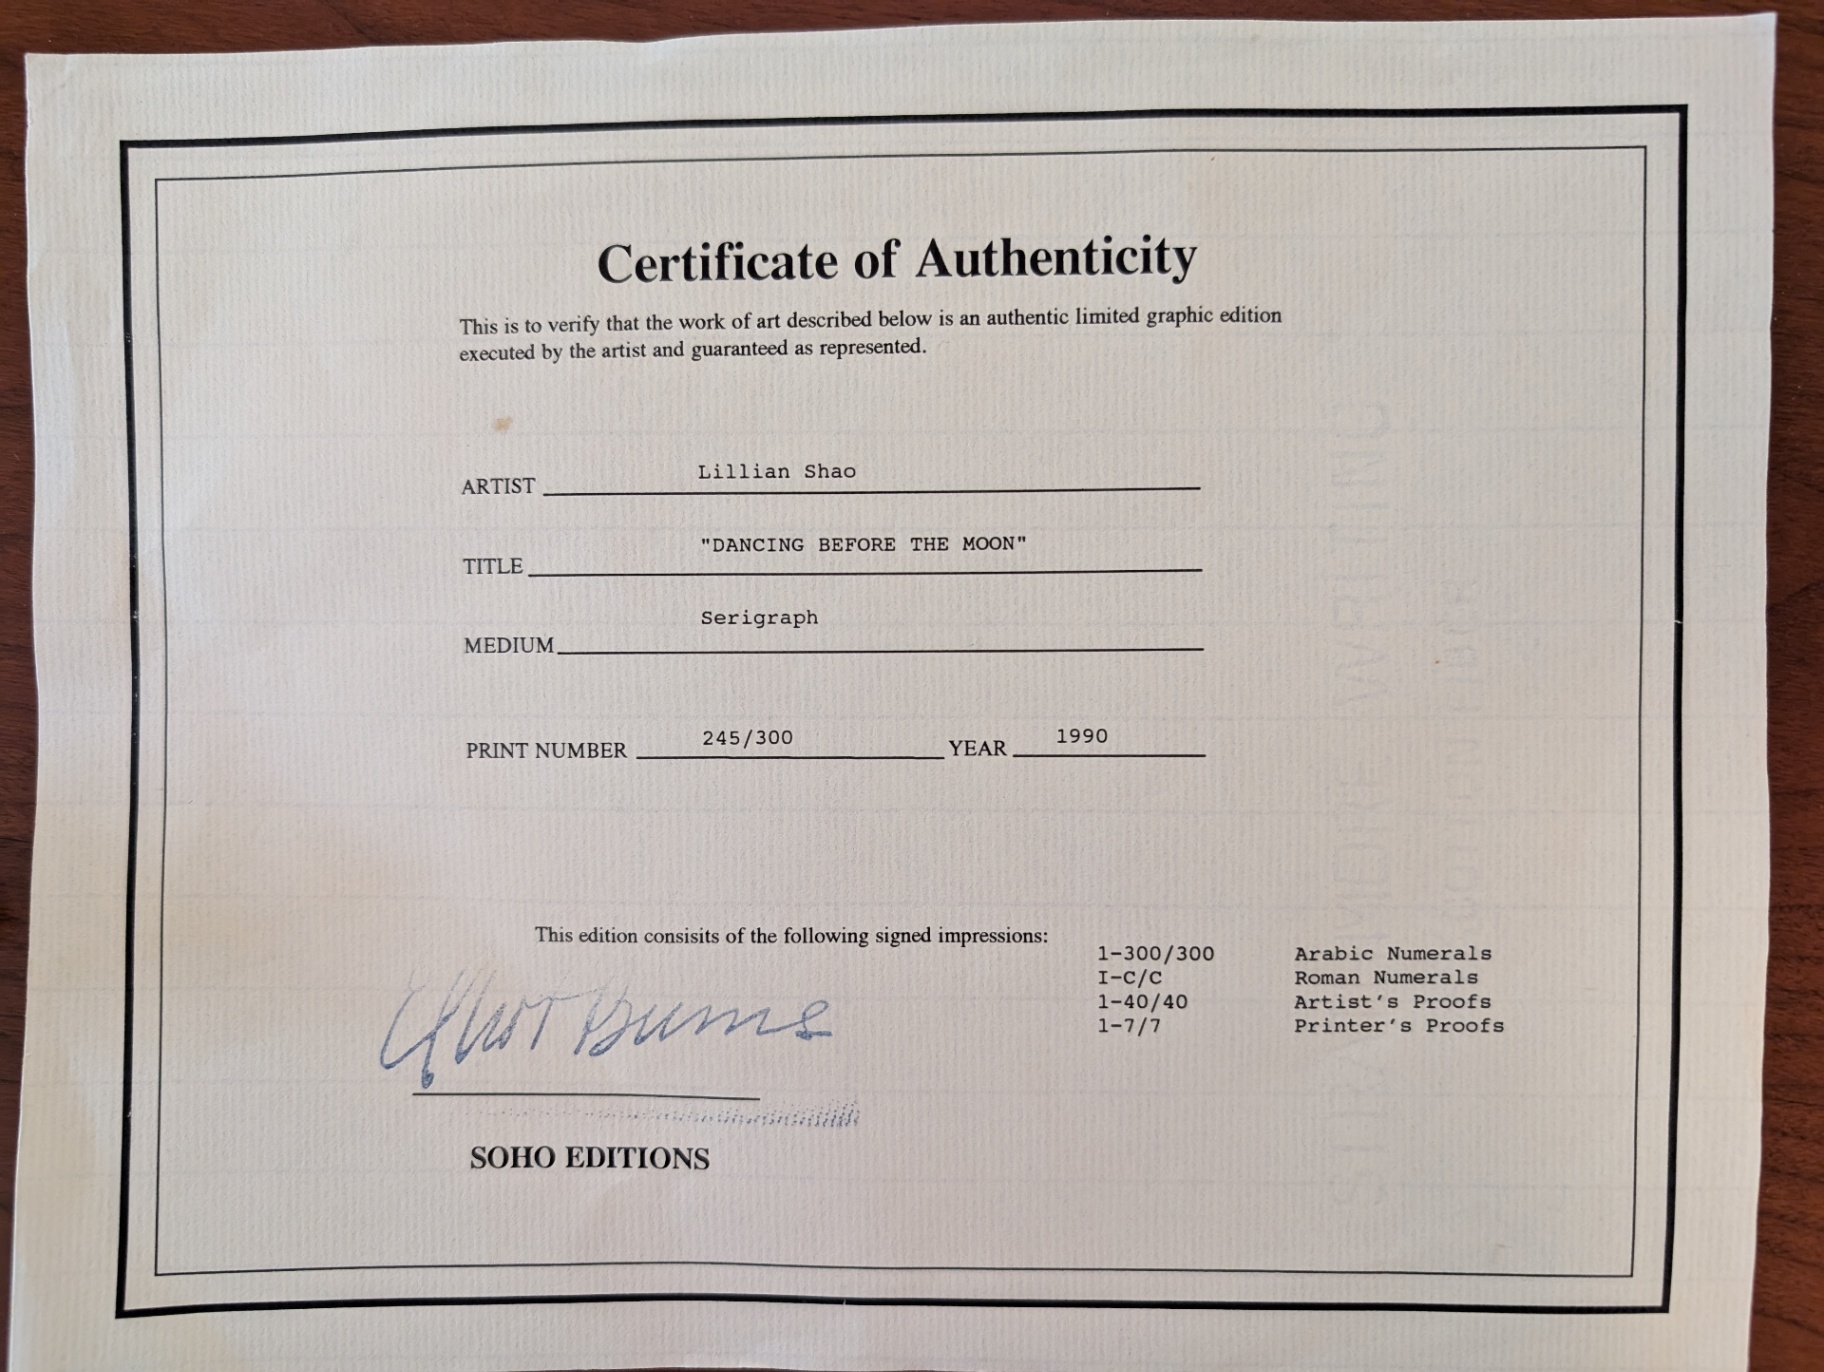 Certificate of Authenticity
This is to verify that the work of art described below is an authentic limited graphic edition
executed by the artist and guaranteed as represented.
ARTIST Lillian Shao
TITLE "DANCING BEFORE THE MOON"
MEDIUM Serigraph
PRINT NUMBER 245/300 YEAR 1990
This edition consisits of the following signed impressions:
1-300/300 Arabic Numerals
I-C/C Roman Numerals
1-40/40 Artist's Proofs
1-7/7 Printer's Proofs
SOHO EDITIONS